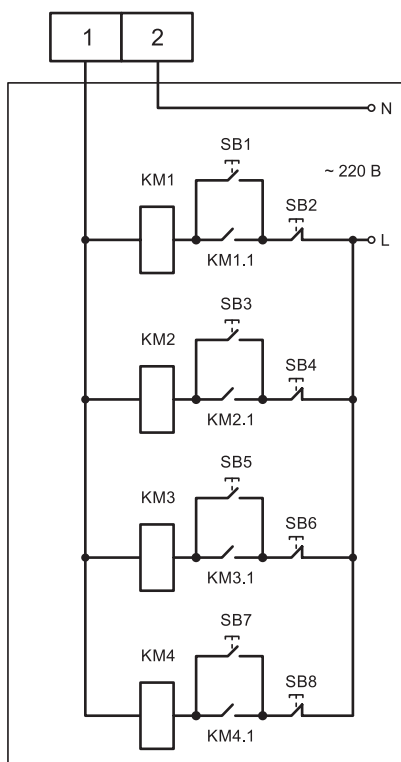 1 2
N
SB1
~ 220 В
KM1
SB2
L
KM1.1
SB3
KM2
SB4
KM2.1
SB5
KM3
SB6
KM3.1
SB7
KM4
SB8
KM4.1